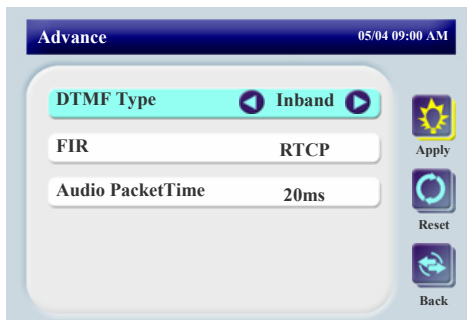 Advance 05/04 09:00 AM
DTMF Type Inband
FIR RTCP
Audio PacketTime 20ms
Apply
Reset
Back